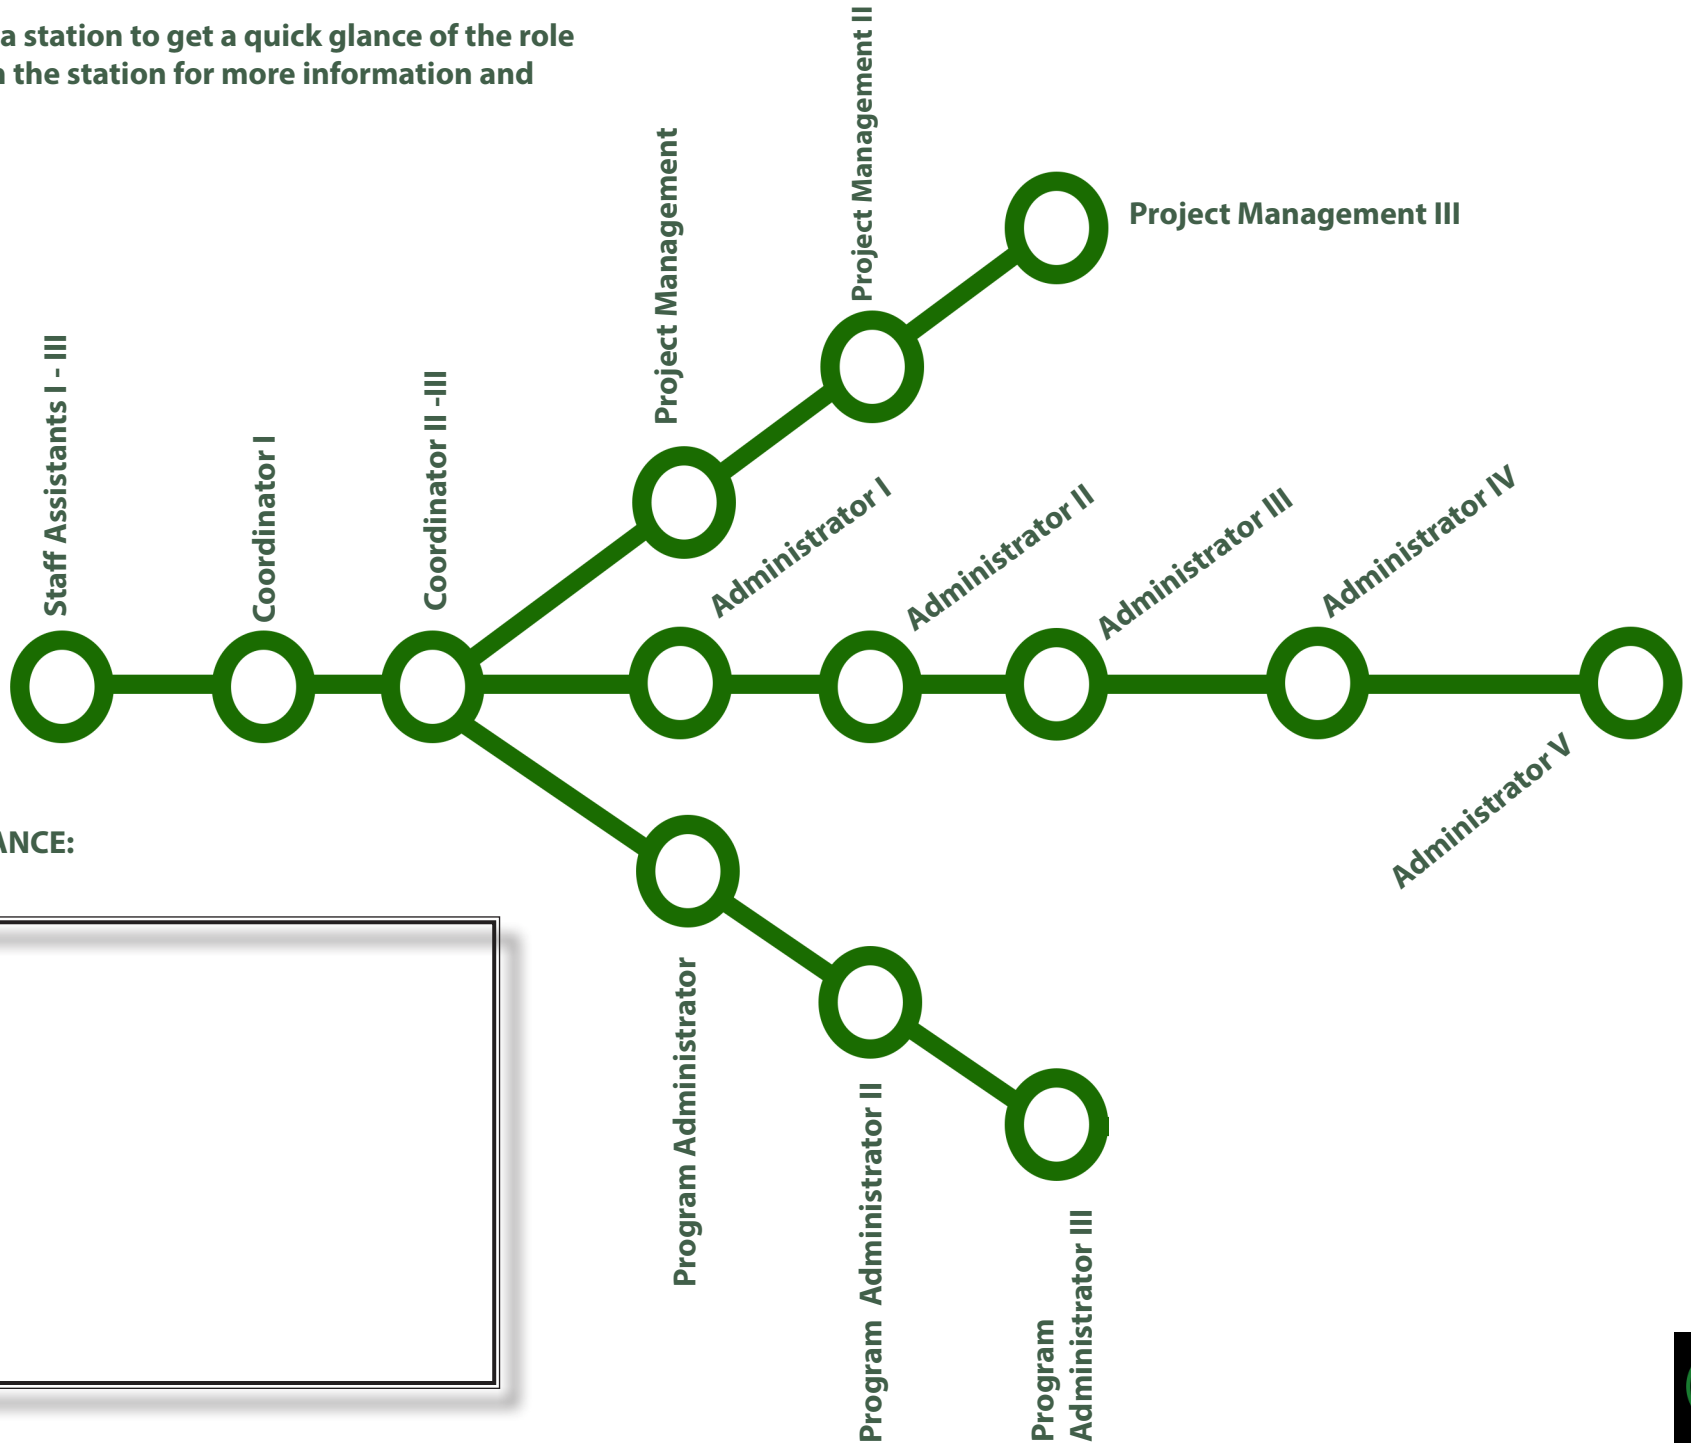 a station to get a quick glance of the role
the station for more information and
Project Management II
Project Management
Project Management III
Staff Assistants I - III
Coordinator I
Coordinator II -III
Administrator I
Administrator II
Administrator III
Administrator IV
Administrator V
ANCE:
Program Administrator
Program Administrator II
Program
Administrator III